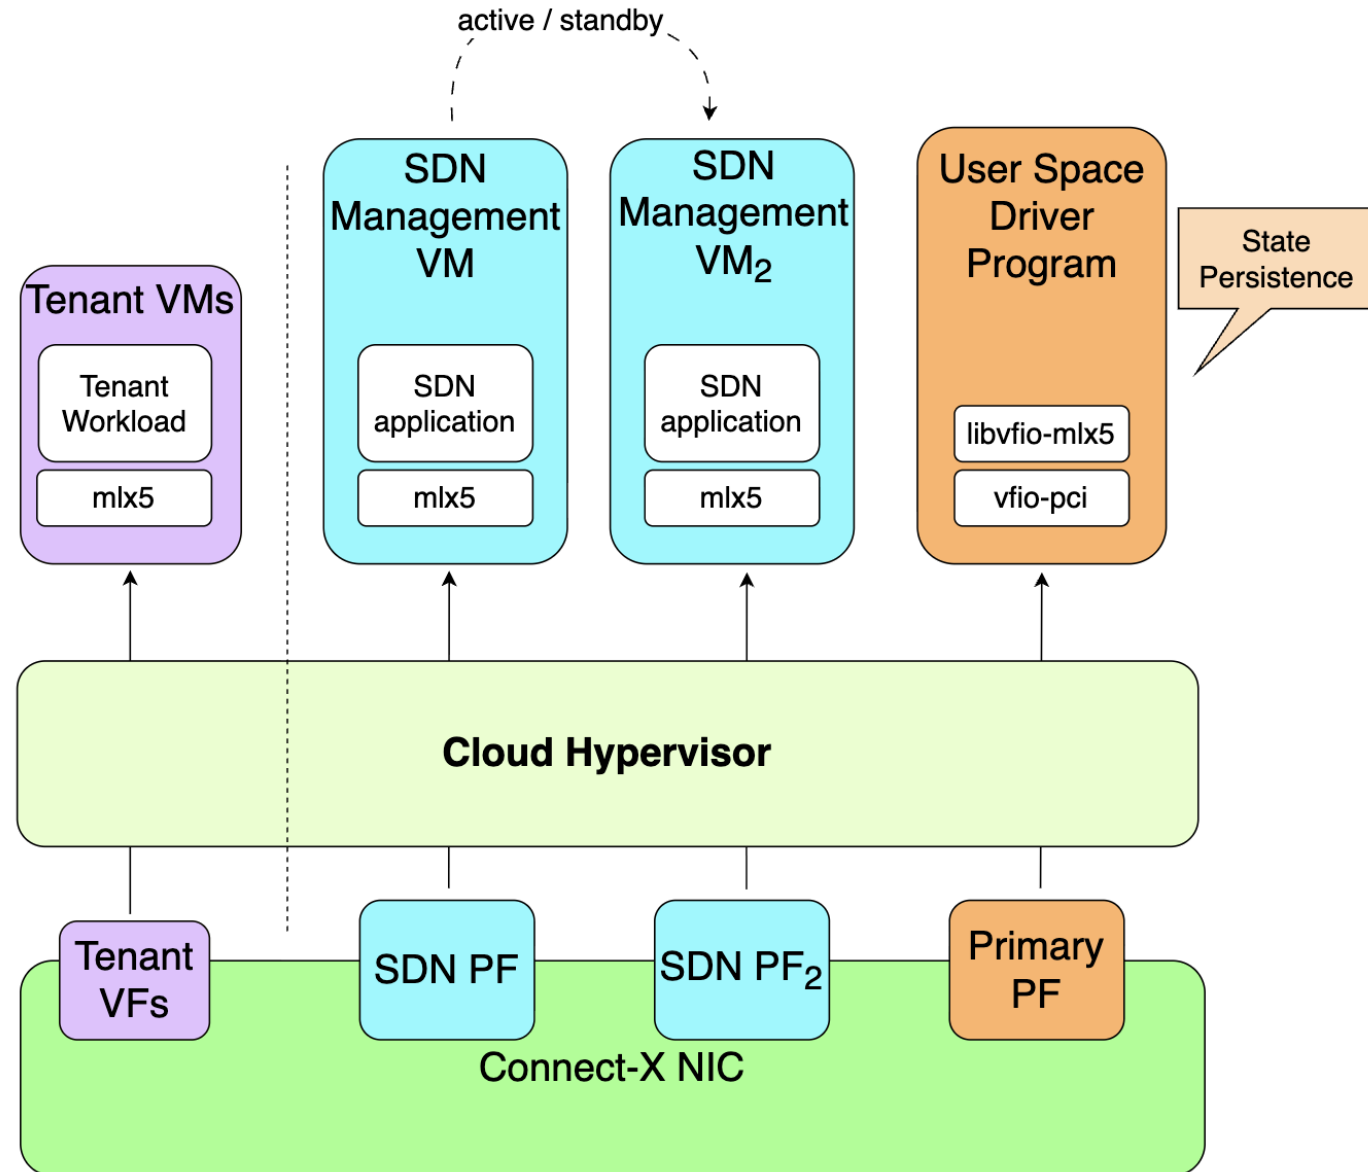 active / standby
SDN
Management
VM
SDN
Management
VM₂
User Space
Driver
Program
State
Persistence
Tenant VMs
Tenant
Workload
mlx5
SDN
application
mlx5
SDN
application
mlx5
libvfio-mlx5
vfio-pci
Cloud Hypervisor
Tenant
VFs
SDN PF
SDN PF₂
Primary
PF
Connect-X NIC